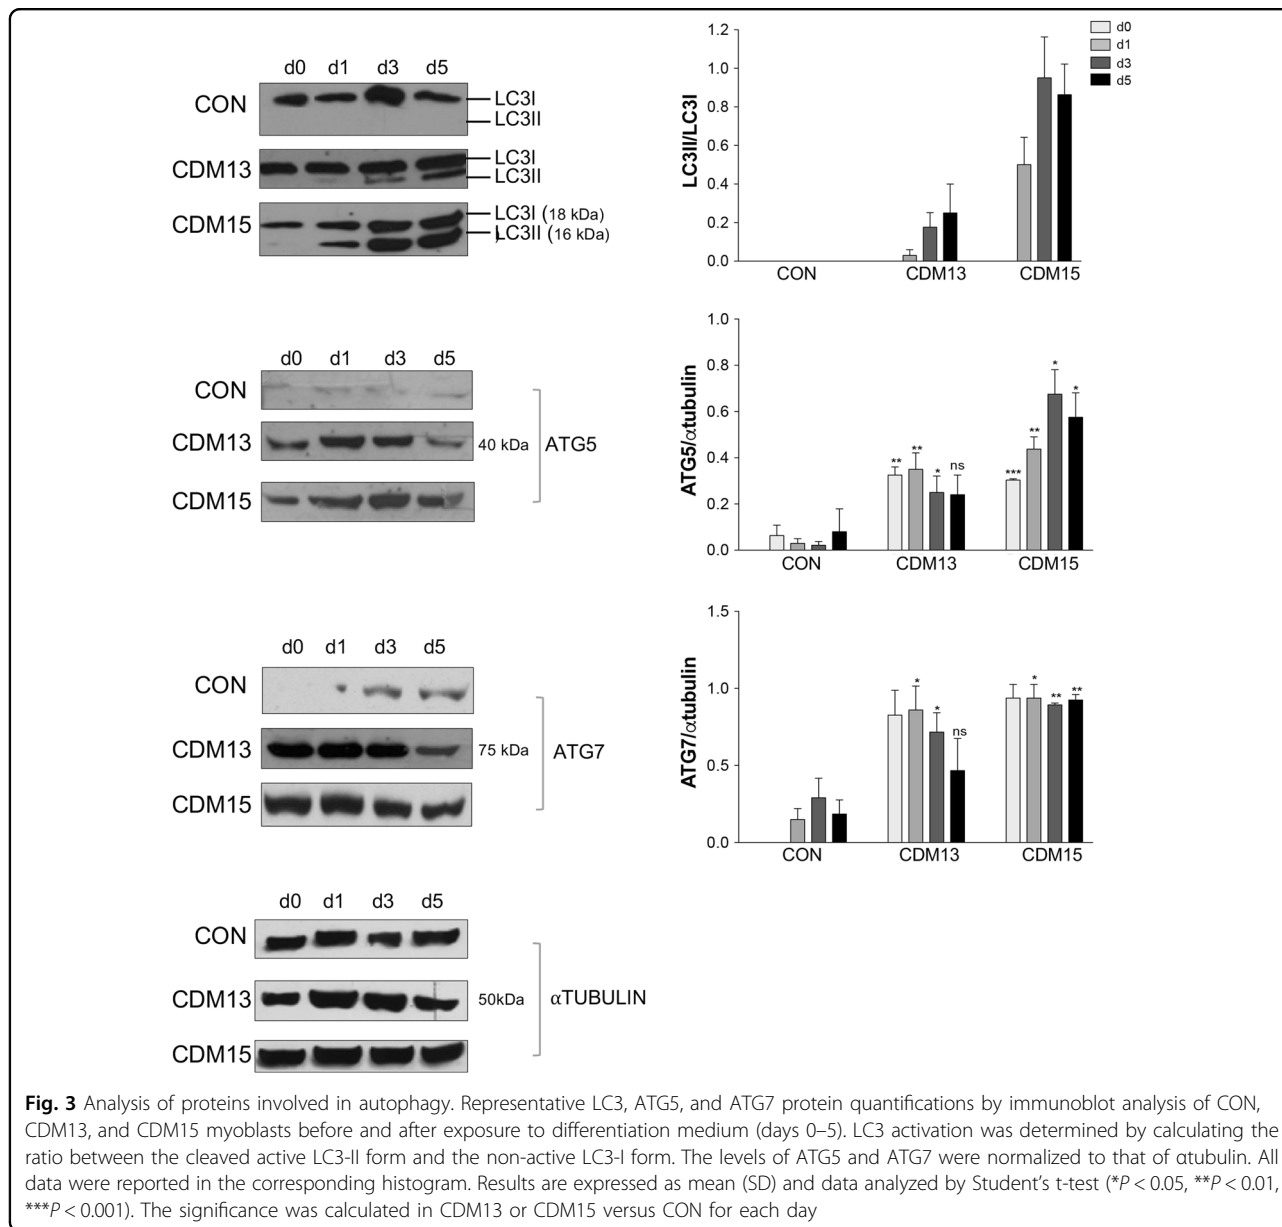 d0 d1 d3 d5
CON
LC3I
LC3II
CDM13
LC3I
LC3II
CDM15
LC3I (18 kDa)
LC3II (16 kDa)
d0
d1
d3
d5
1.2
1.0
0.8
0.6
0.4
0.2
0.0
LC3II/LC3I
CON CDM13 CDM15
d0 d1 d3 d5
CON
CDM13
40 kDa
ATG5
CDM15
1.0
0.8
0.6
0.4
0.2
0.0
ATG5/αtubulin
** ** * ns
*** ** * *
CON CDM13 CDM15
d0 d1 d3 d5
CON
CDM13
75 kDa
ATG7
CDM15
1.5
1.0
0.5
0.0
ATG7/αtubulin
* * ns
* ** **
CON CDM13 CDM15
d0 d1 d3 d5
CON
CDM13
50kDa
αTUBULIN
CDM15
Fig. 3 Analysis of proteins involved in autophagy. Representative LC3, ATG5, and ATG7 protein quantifications by immunoblot analysis of CON,
CDM13, and CDM15 myoblasts before and after exposure to differentiation medium (days 0–5). LC3 activation was determined by calculating the
ratio between the cleaved active LC3-II form and the non-active LC3-I form. The levels of ATG5 and ATG7 were normalized to that of αtubulin. All
data were reported in the corresponding histogram. Results are expressed as mean (SD) and data analyzed by Student's t-test (*P < 0.05, **P < 0.01,
***P < 0.001). The significance was calculated in CDM13 or CDM15 versus CON for each day